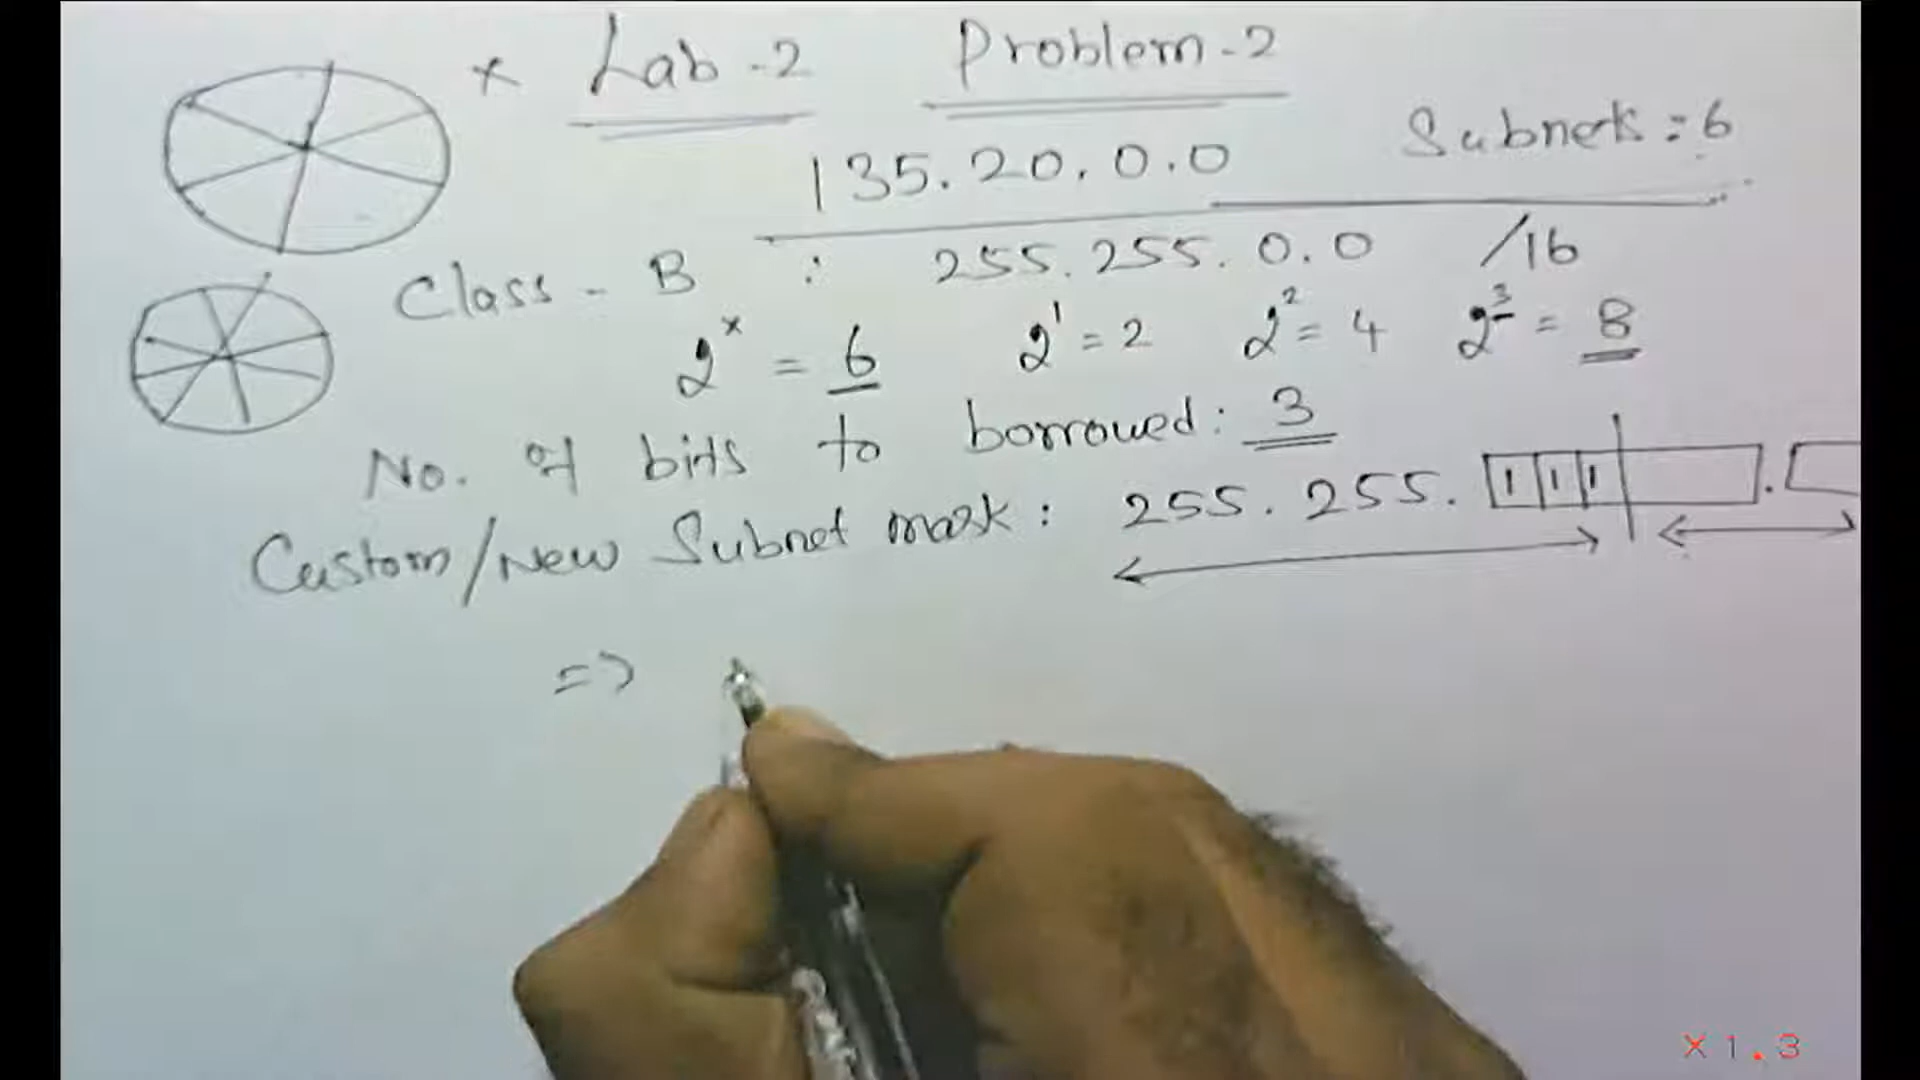 x Lab-2 Problem-2
135.20.0.0 Subnets: 6
Class - B : 255.255.0.0 /16
2^x = 6 2^1 = 2 2^2 = 4 2^3 = 8
No. of bits to borrowed: 3
Custom/New Subnet mask: 255.255. 1 1 1 .
=>
x1.3